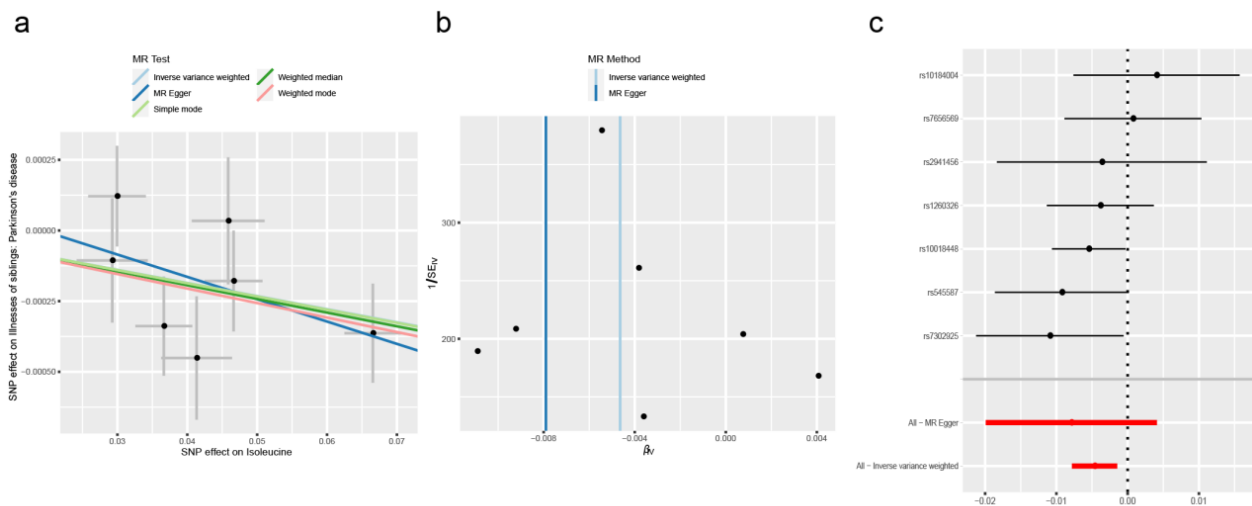 a
MR Test
Inverse variance weighted
Weighted median
MR Egger
Weighted mode
Simple mode
SNP effect on Illnesses of siblings: Parkinson's disease
0.00025
0.00000
−0.00025
−0.00050
0.03 0.04 0.05 0.06 0.07
SNP effect on Isoleucine
b
MR Method
Inverse variance weighted
MR Egger
1/SEIV
300
200
−0.008 −0.004 0.000 0.004
βIV
c
rs10184004
rs7656569
rs2941456
rs1260326
rs10018448
rs545587
rs7302925
All − MR Egger
All − Inverse variance weighted
−0.02 −0.01 0.00 0.01